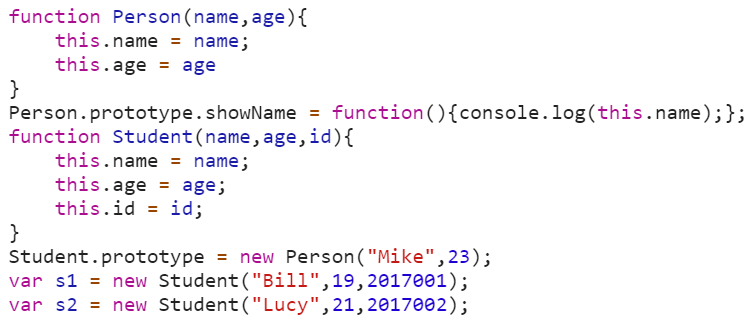 function Person(name,age){
    this.name = name;
    this.age = age
}
Person.prototype.showName = function(){console.log(this.name);};
function Student(name,age,id){
    this.name = name;
    this.age = age;
    this.id = id;
}
Student.prototype = new Person("Mike",23);
var s1 = new Student("Bill",19,2017001);
var s2 = new Student("Lucy",21,2017002);